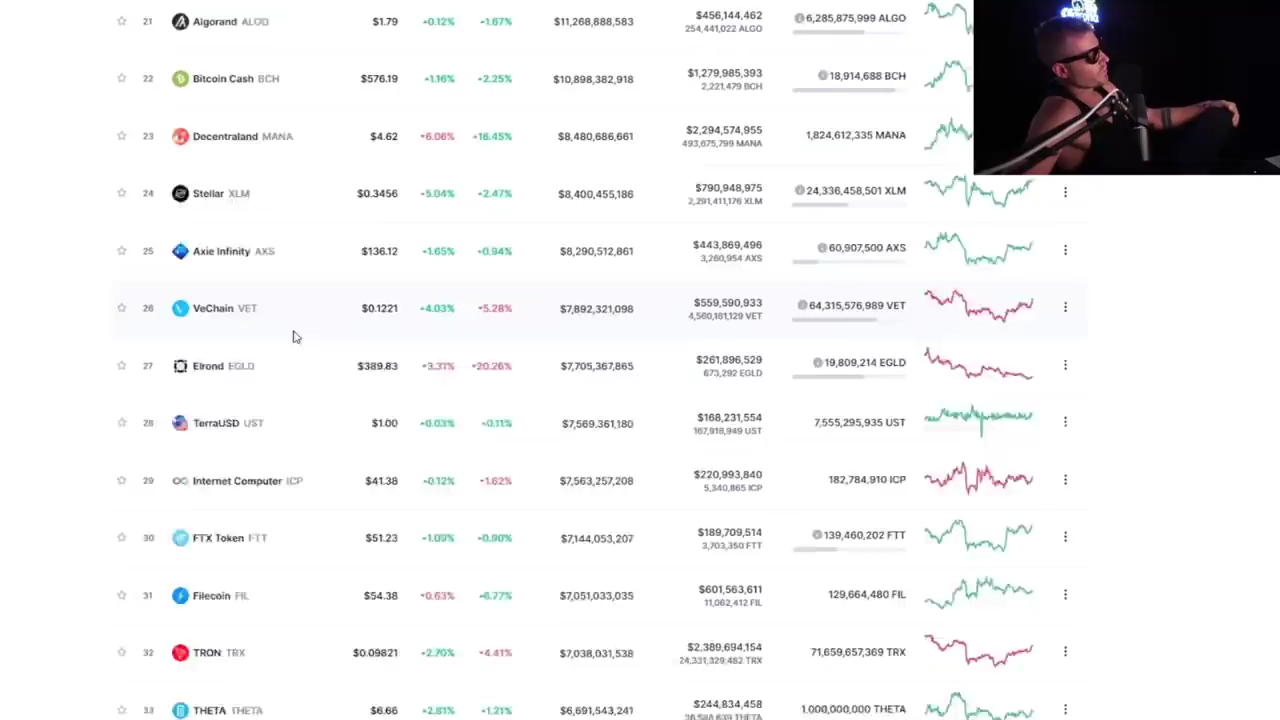 21 Algorand ALGO $1.79 0.12% 1.67% $11,268,888,583 $456,144,462 6,285,875,999 ALGO
254,441,022 ALGO
22 Bitcoin Cash BCH $576.19 1.16% 2.25% $10,898,382,918 $1,279,985,393 18,914,688 BCH
2,221,479 BCH
23 Decentraland MANA $4.62 6.06% 16.45% $8,480,686,661 $2,294,574,955 1,824,612,335 MANA
493,675,799 MANA
24 Stellar XLM $0.3456 5.04% 2.47% $8,400,455,186 $790,948,975 24,336,458,501 XLM
2,291,411,176 XLM
25 Axie Infinity AXS $136.12 1.65% 0.94% $8,290,512,861 $443,869,496 60,907,500 AXS
3,260,954 AXS
26 VeChain VET $0.1221 4.03% 5.28% $7,892,321,098 $559,590,933 64,315,576,989 VET
4,560,181,129 VET
27 Elrond EGLD $389.83 3.37% 20.26% $7,705,367,865 $261,896,529 19,809,214 EGLD
673,292 EGLD
28 TerraUSD UST $1.00 0.03% 0.11% $7,569,361,180 $168,231,554 7,555,295,935 UST
167,918,949 UST
29 Internet Computer ICP $41.38 0.12% 1.62% $7,563,257,208 $220,993,840 182,784,910 ICP
5,340,865 ICP
30 FTX Token FTT $51.23 1.09% 0.90% $7,144,053,207 $189,709,514 139,460,202 FTT
3,703,350 FTT
31 Filecoin FIL $54.38 0.63% 6.77% $7,051,033,035 $601,563,611 129,664,480 FIL
11,062,412 FIL
32 TRON TRX $0.09821 2.70% 4.41% $7,038,031,538 $2,389,694,154 71,659,657,369 TRX
24,331,329,482 TRX
33 THETA THETA $6.66 2.81% 1.21% $6,691,543,241 $244,834,458 1,000,000,000 THETA